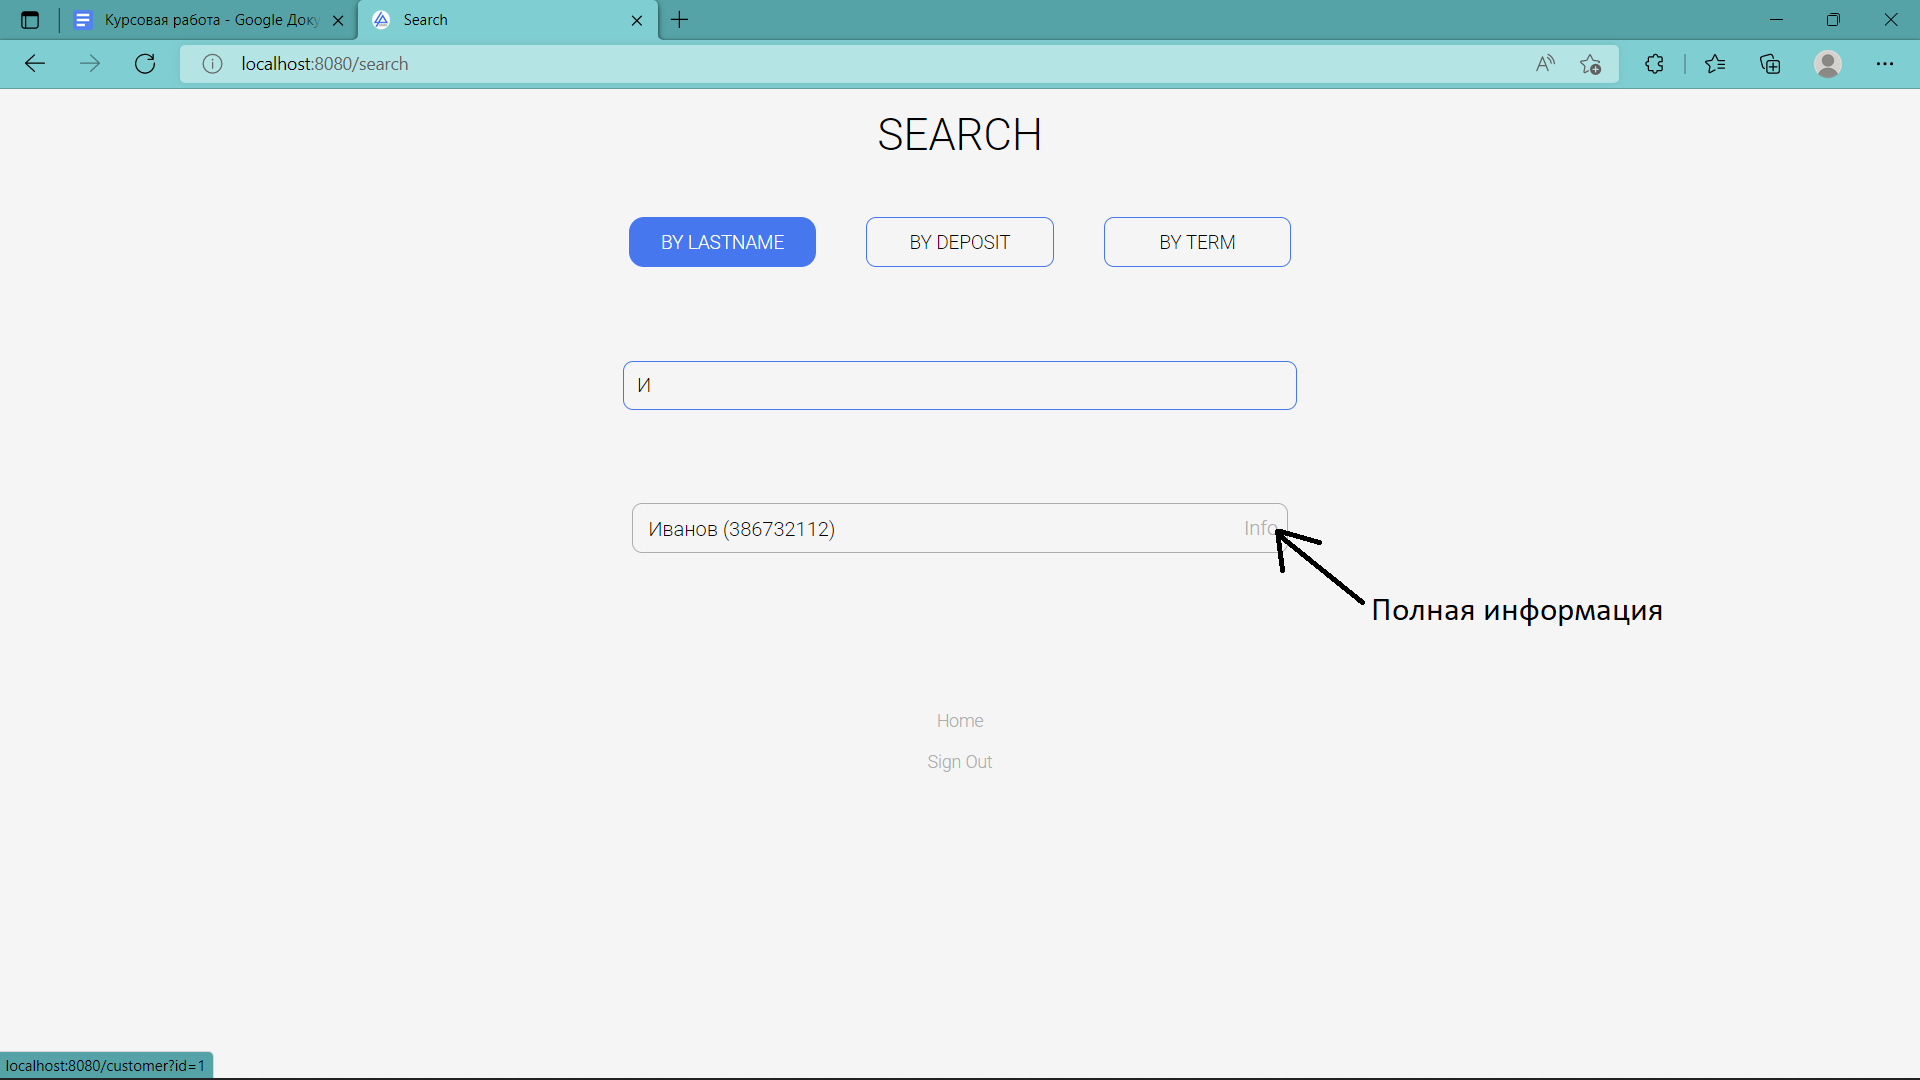 Курсовая работа - Google Доку
Search
localhost:8080/search
SEARCH
BY LASTNAME
BY DEPOSIT
BY TERM
И
Иванов (386732112)
Info
Полная информация
Home
Sign Out
localhost:8080/customer?id=1